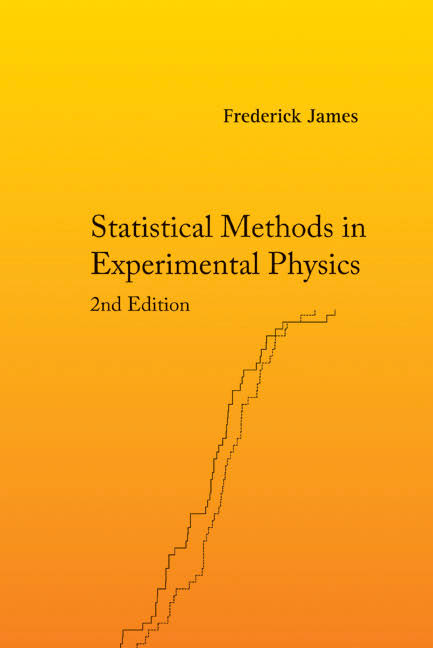 Frederick James
Statistical Methods in
Experimental Physics
2nd Edition